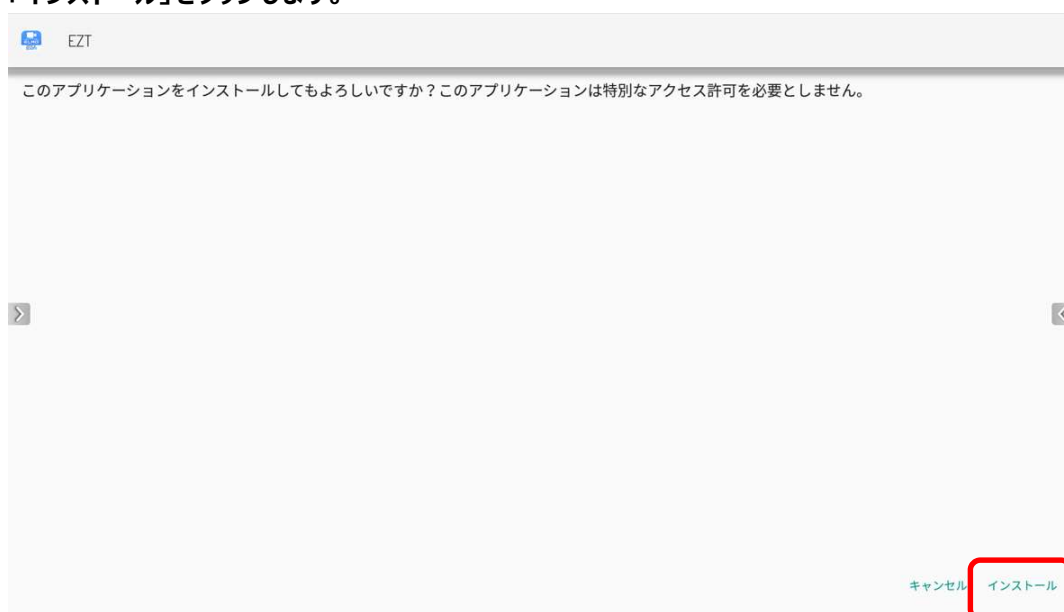 「インストール」をクリックします。
EZT
このアプリケーションをインストールしてもよろしいですか？このアプリケーションは特別なアクセス許可を必要としません。
キャンセル
インストール